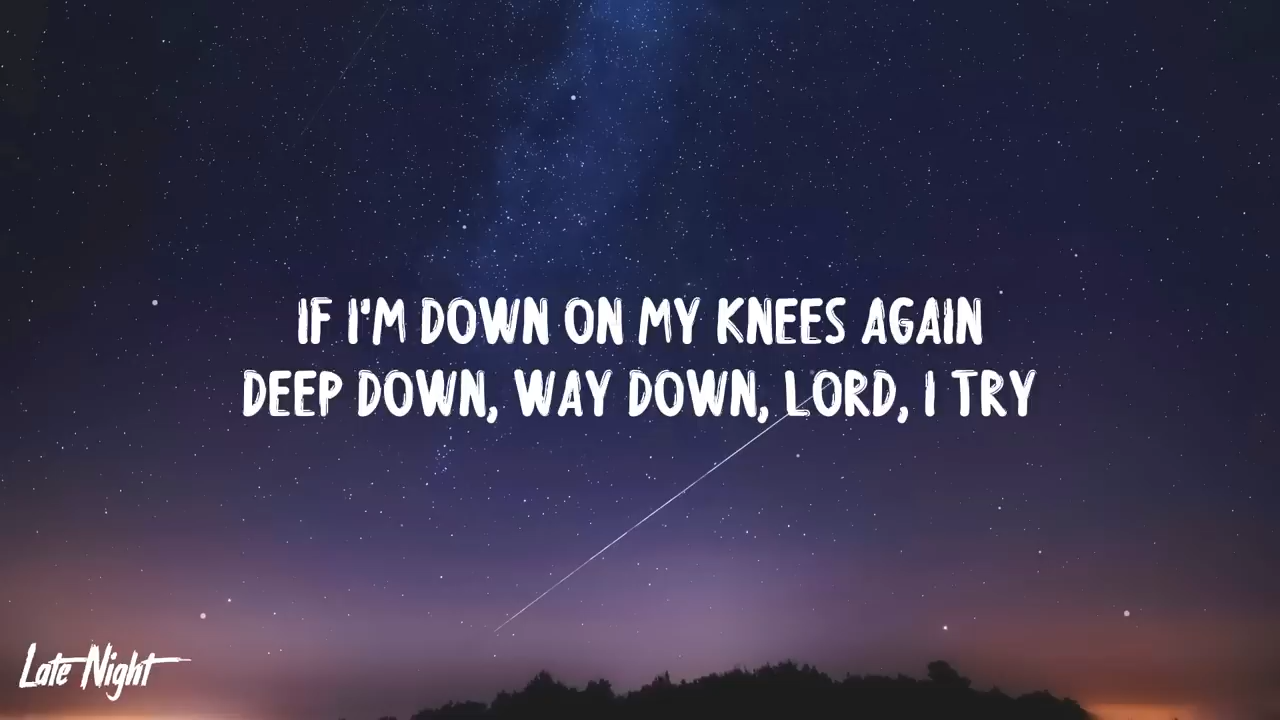 IF I'M DOWN ON MY KNEES AGAIN
DEEP DOWN, WAY DOWN, LORD, I TRY
Late Night